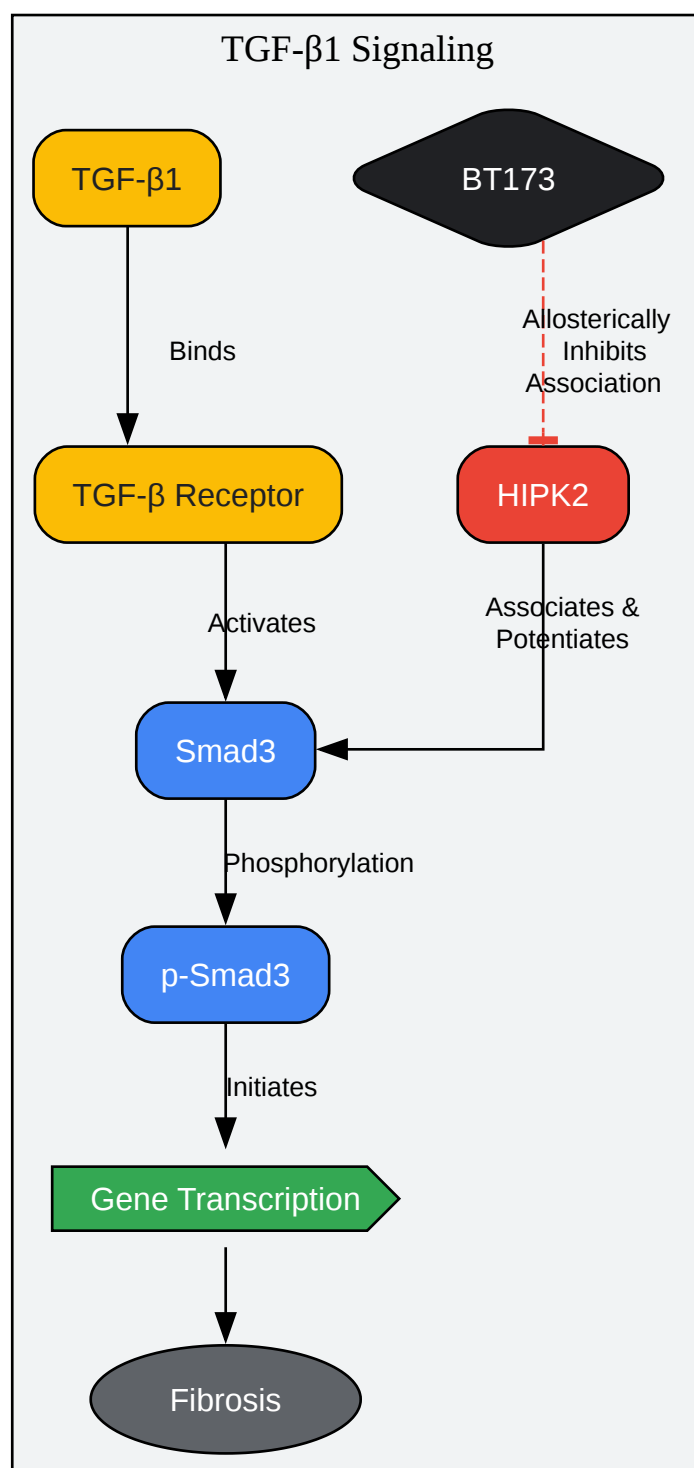 TGF-β1 Signaling
TGF-β1
BT173
Binds
Allosterically
Inhibits
Association
TGF-β Receptor
HIPK2
Activates
Associates &
Potentiates
Smad3
Phosphorylation
p-Smad3
Initiates
Gene Transcription
Fibrosis